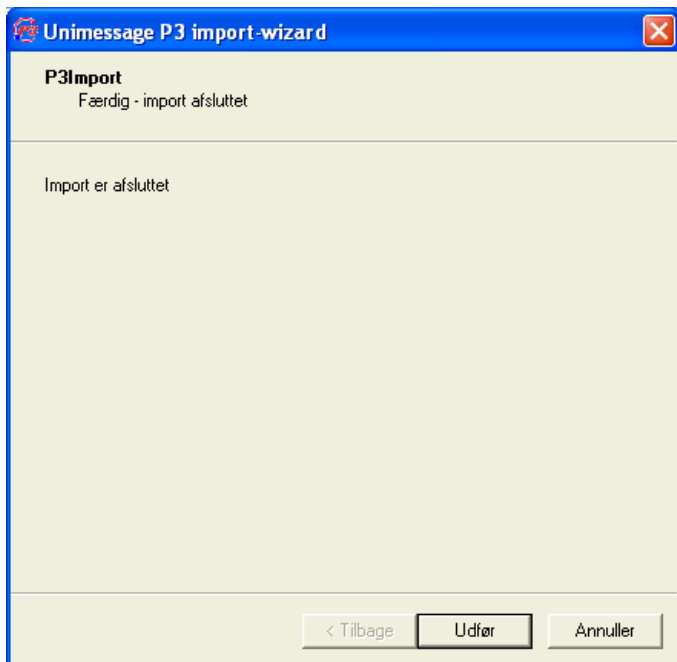 Unimessage P3 import-wizard
P3Import
Færdig - import afsluttet
Import er afsluttet
< Tilbage
Udfør
Annuller